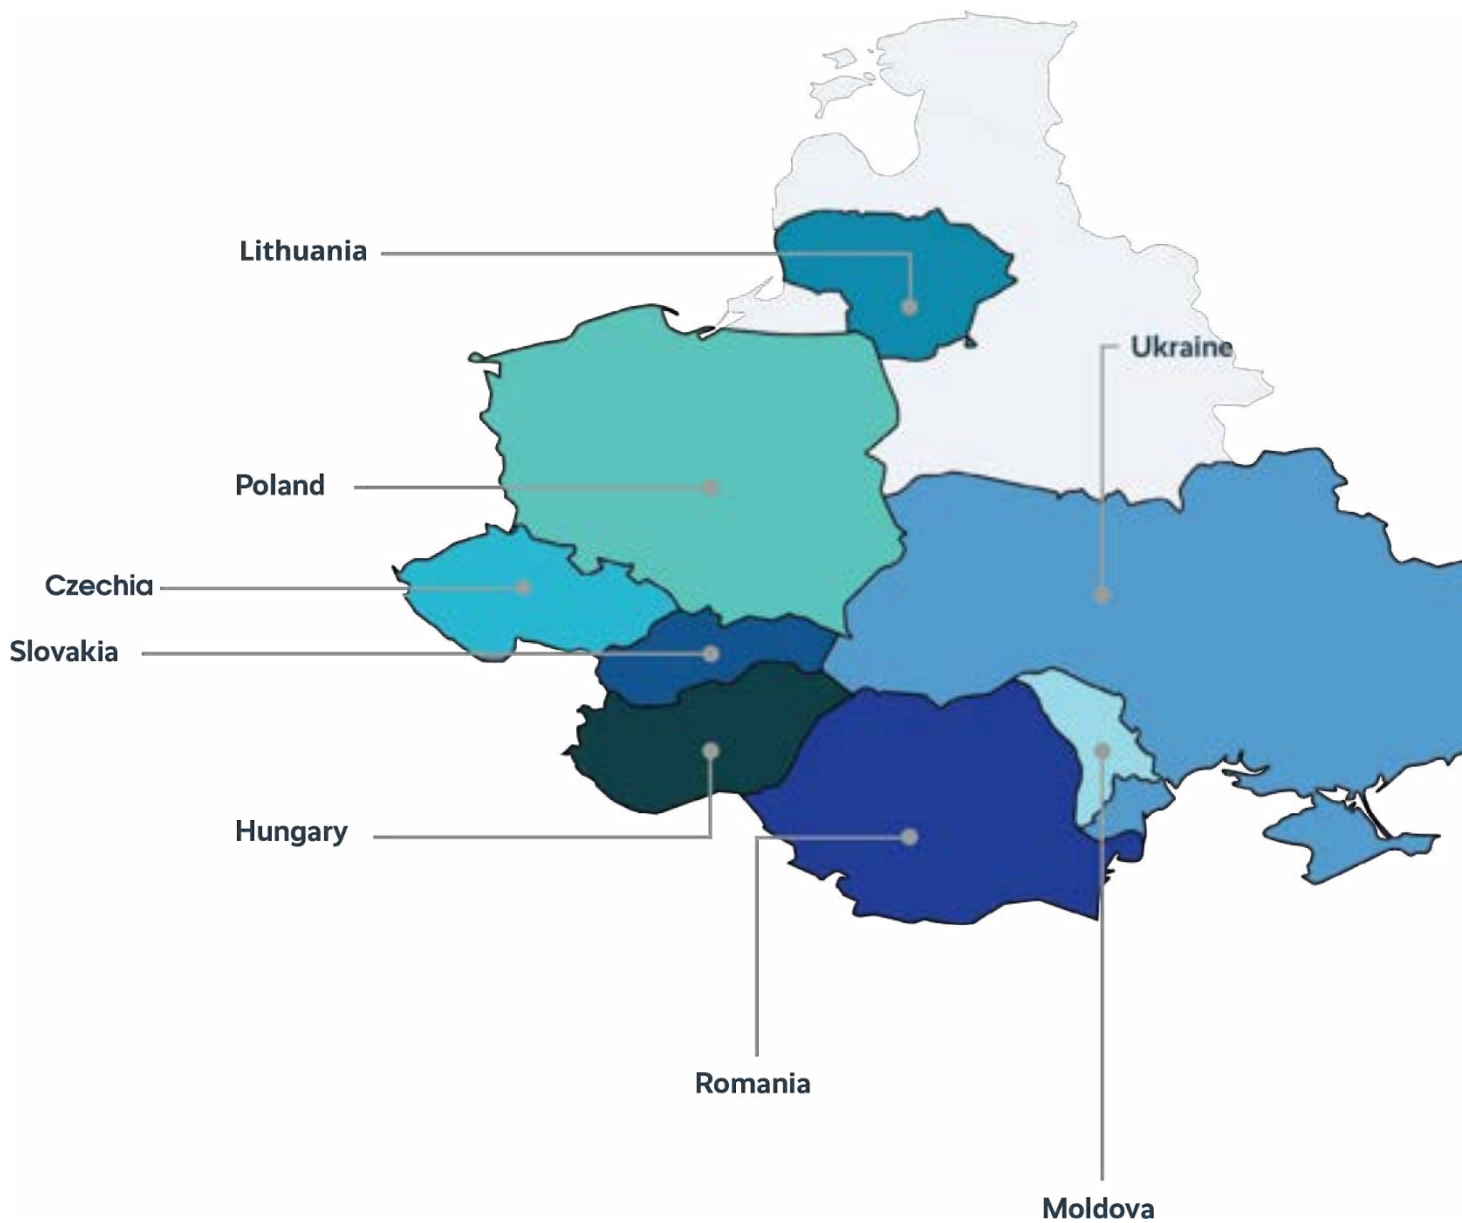 Lithuania
Ukraine
Poland
Czechia
Slovakia
Hungary
Romania
Moldova